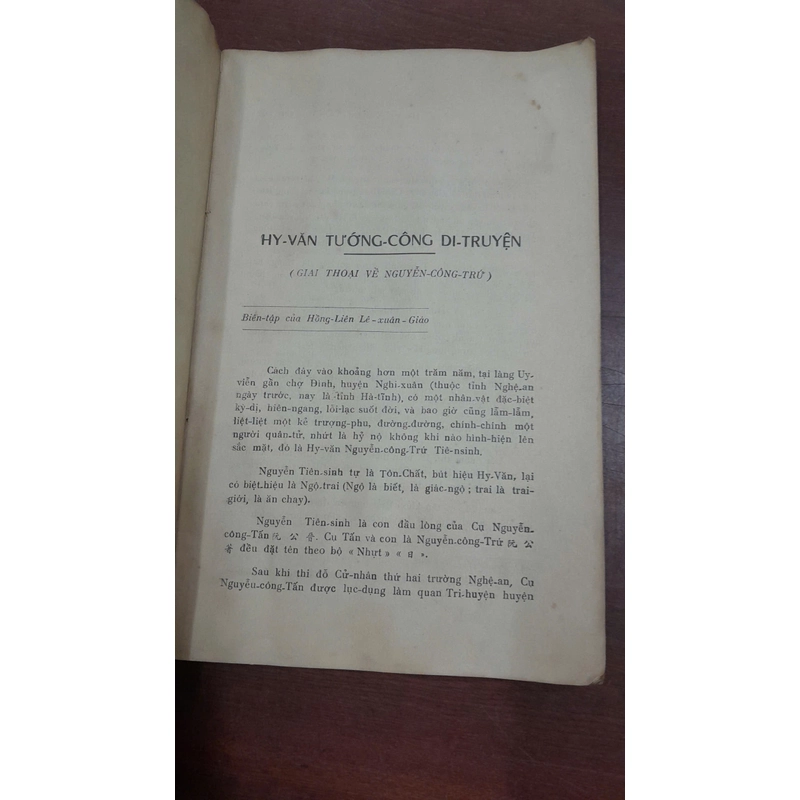 HY-VĂN TƯỚNG-CÔNG DI-TRUYỆN
(GIAI THOẠI VỀ NGUYỄN-CÔNG-TRỨ)
Biên-tập của Hồng-Liên Lê-xuân-Giáo
Cách đây vào khoảng hơn một trăm năm, tại làng Uy-
viễn gần chợ Đình, huyện Nghi-xuân (thuộc tỉnh Nghệ-an
ngày trước, nay là tỉnh Hà-tĩnh), có một nhân-vật đặc-biệt
kỳ-dị, hiên-ngang, lỗi-lạc suốt đời, và bao giờ cũng lẫm-lẫm,
liệt-liệt một kẻ trượng-phu, đường-đường, chính-chính một
người quân-tử, nhứt là hỷ nộ không khi nào hình-hiện lên
sắc mặt, đó là Hy-văn Nguyễn-công-Trứ Tiê-nsinh.
Nguyễn Tiên-sinh tự là Tồn-Chất, bút hiệu Hy-Văn, lại
có biệt-hiệu là Ngộ-trai (Ngộ là biết, là giác-ngộ ; trai là trai-
giới, là ăn chay).
Nguyễn Tiên-sinh là con đầu lòng của Cụ Nguyễn-
công-Tấn 阮 公 晉. Cụ Tấn và con là Nguyễn-công-Trứ 阮 公
著 đều đặt tên theo bộ « Nhựt » « 日 ».
Sau khi thi đỗ Cử-nhân thứ hai trường Nghệ-an, Cụ
Nguyễn-công-Tấn được lục-dụng làm quan Tri-huyện huyện